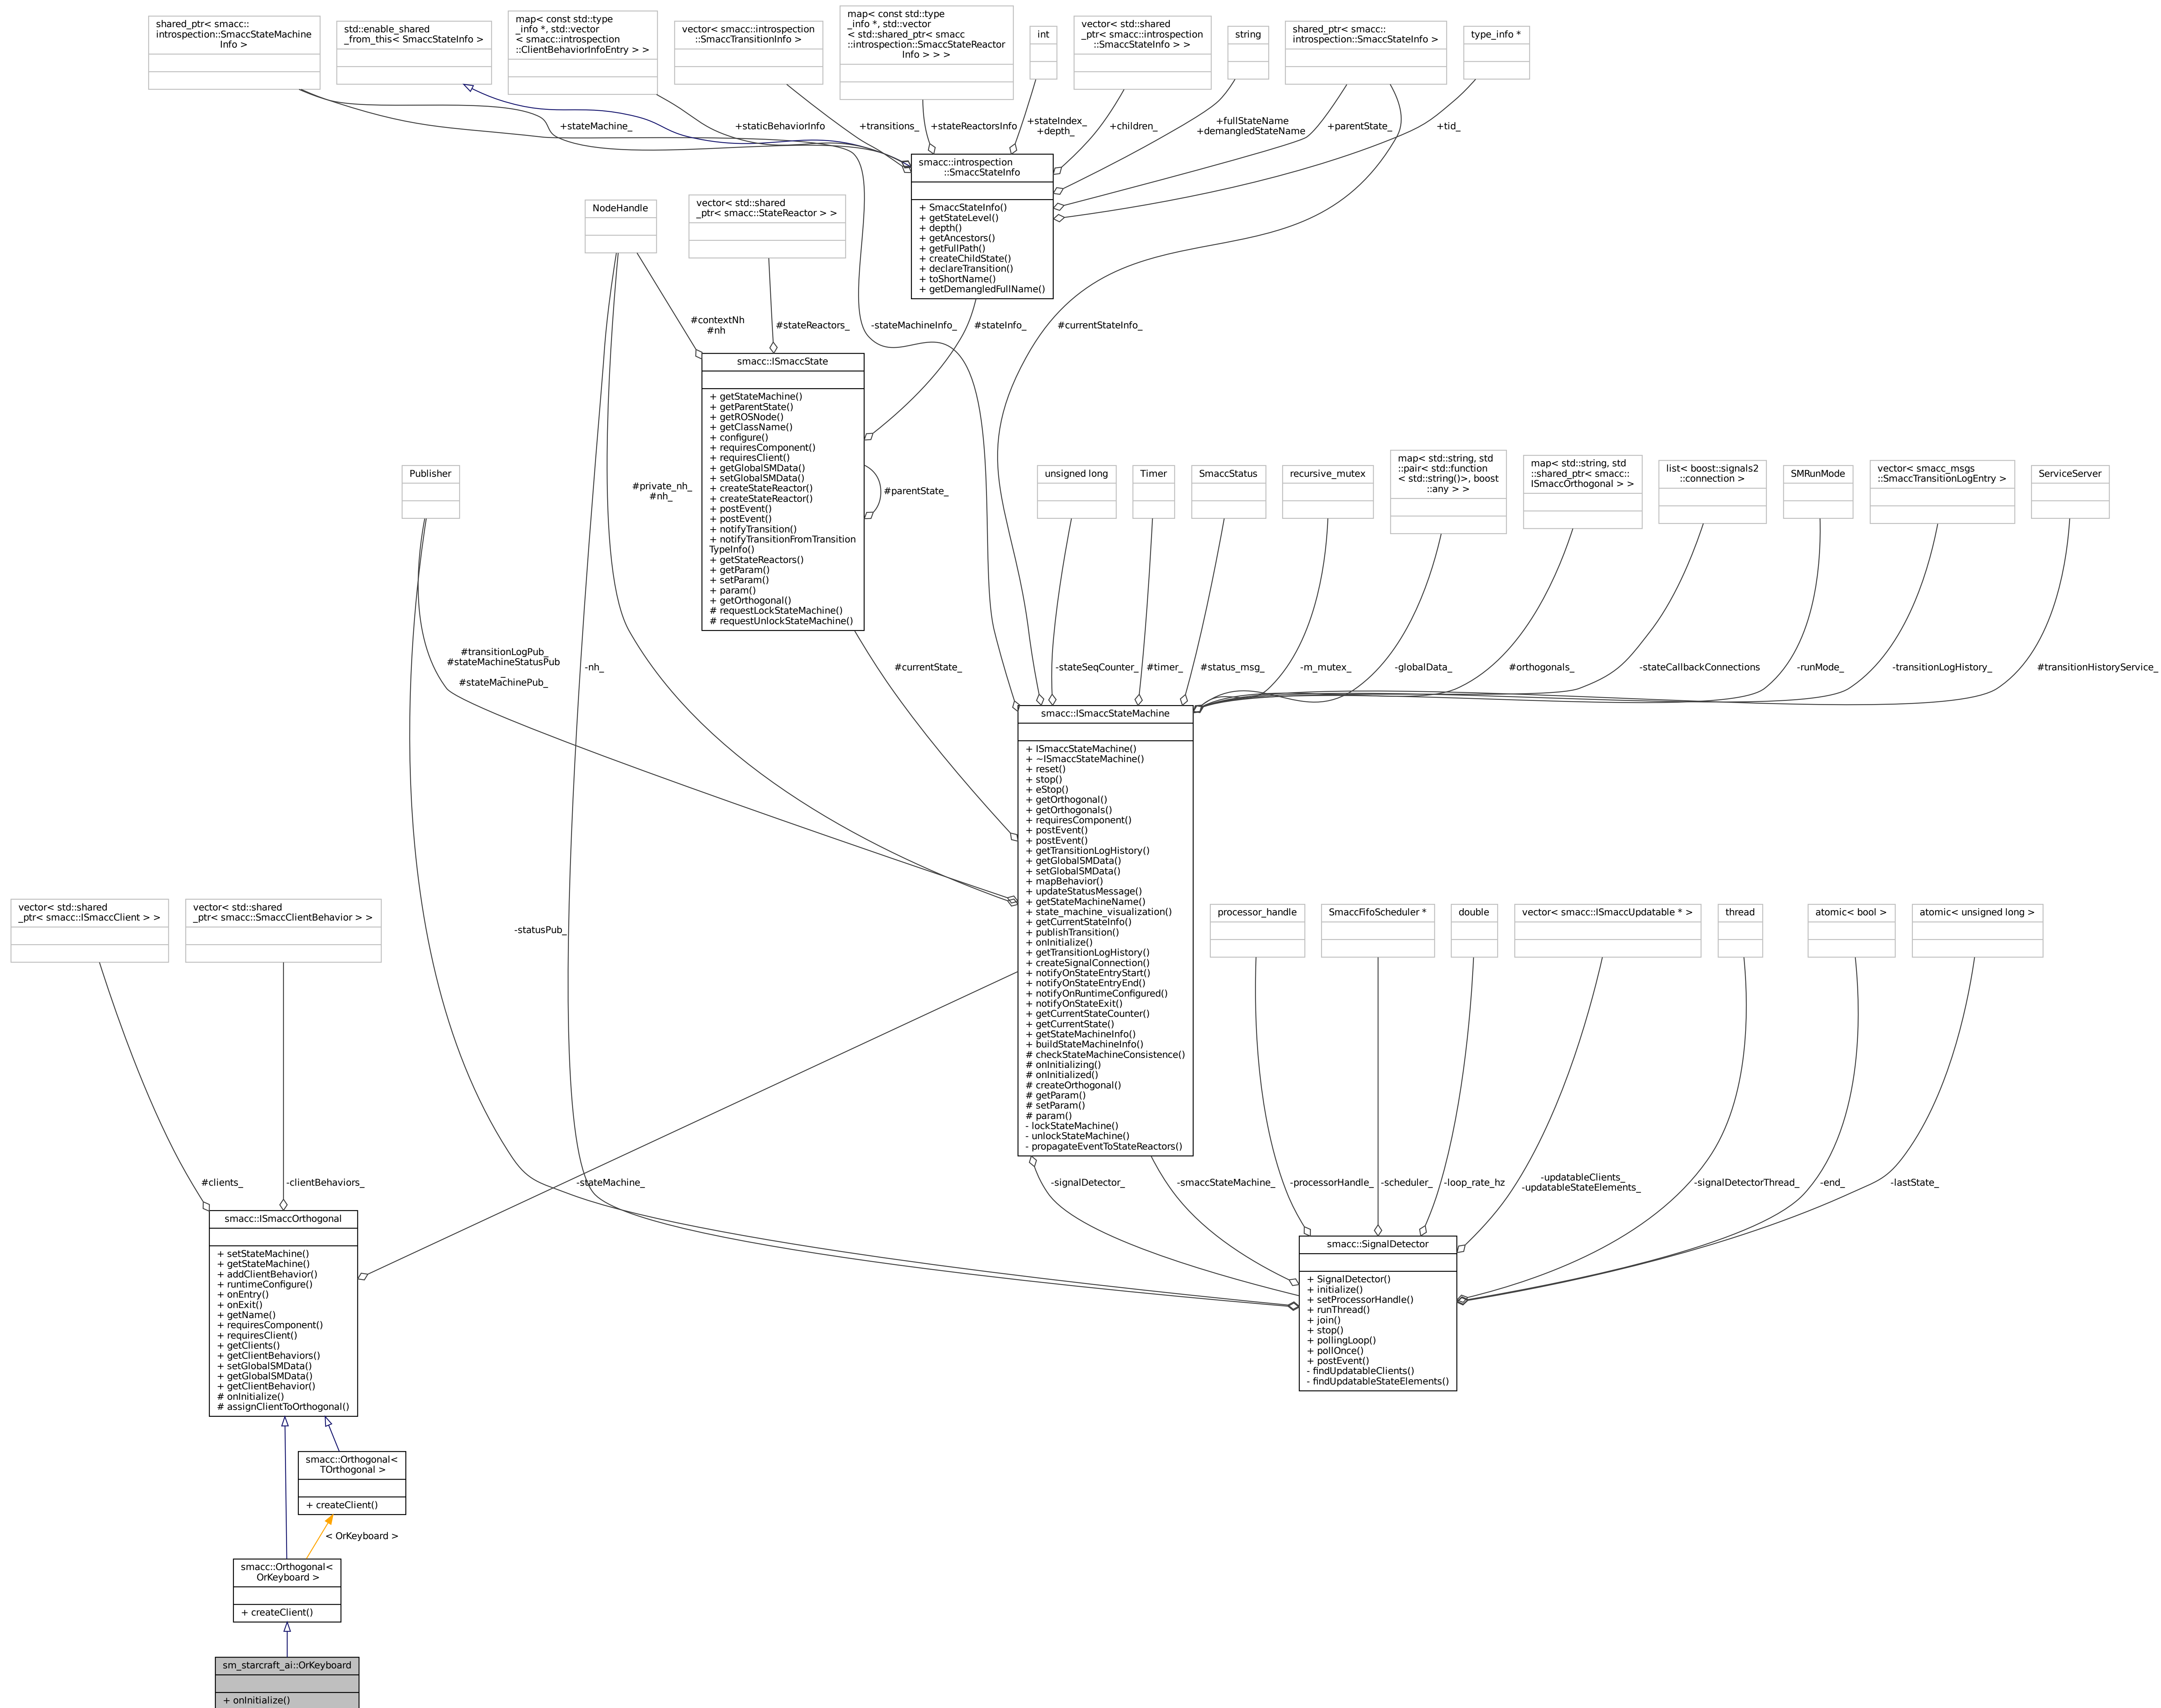 shared_ptr< smacc::
introspection::SmaccStateMachine
Info >
std::enable_shared
_from_this< SmaccStateInfo >
map< const std::type
_info *, std::vector
< smacc::introspection
::ClientBehaviorInfoEntry > >
vector< smacc::introspection
::SmaccTransitionInfo >
map< const std::type
_info *, std::vector
< std::shared_ptr< smacc
::introspection::SmaccStateReactor
Info > > >
int
vector< std::shared
_ptr< smacc::introspection
::SmaccStateInfo > >
string
shared_ptr< smacc::
introspection::SmaccStateInfo >
type_info *
+stateMachine_
+staticBehaviorInfo
+transitions_
+stateReactorsInfo
+stateIndex_
+depth_
+children_
+fullStateName
+demangledStateName
+parentState_
+tid_
smacc::introspection
::SmaccStateInfo
+ SmaccStateInfo()
+ getStateLevel()
+ depth()
+ getAncestors()
+ getFullPath()
+ createChildState()
+ declareTransition()
+ toShortName()
+ getDemangledFullName()
NodeHandle
vector< std::shared
_ptr< smacc::StateReactor > >
#contextNh
#nh
#stateReactors_
-stateMachineInfo_
#stateInfo_
#currentStateInfo_
smacc::ISmaccState
+ getStateMachine()
+ getParentState()
+ getROSNode()
+ getClassName()
+ configure()
+ requiresComponent()
+ requiresClient()
+ getGlobalSMData()
+ setGlobalSMData()
+ createStateReactor()
+ createStateReactor()
+ postEvent()
+ postEvent()
+ notifyTransition()
+ notifyTransitionFromTransition
TypeInfo()
+ getStateReactors()
+ getParam()
+ setParam()
+ param()
+ getOrthogonal()
# requestLockStateMachine()
# requestUnlockStateMachine()
#parentState_
Publisher
#private_nh_
#nh_
unsigned long
Timer
SmaccStatus
recursive_mutex
map< std::string, std
::pair< std::function
< std::string()>, boost
::any > >
map< std::string, std
::shared_ptr< smacc::
ISmaccOrthogonal > >
list< boost::signals2
::connection >
SMRunMode
vector< smacc_msgs
::SmaccTransitionLogEntry >
ServiceServer
#transitionLogPub_
#stateMachineStatusPub
_
#stateMachinePub_
-nh_
#currentState_
-stateSeqCounter_
#timer_
#status_msg_
-m_mutex_
-globalData_
#orthogonals_
-stateCallbackConnections
-runMode_
-transitionLogHistory_
#transitionHistoryService_
smacc::ISmaccStateMachine
+ ISmaccStateMachine()
+ ~ISmaccStateMachine()
+ reset()
+ stop()
+ eStop()
+ getOrthogonal()
+ getOrthogonals()
+ requiresComponent()
+ postEvent()
+ postEvent()
+ getTransitionLogHistory()
+ getGlobalSMData()
+ setGlobalSMData()
+ mapBehavior()
+ updateStatusMessage()
+ getStateMachineName()
+ state_machine_visualization()
+ getCurrentStateInfo()
+ publishTransition()
+ onInitialize()
+ getTransitionLogHistory()
+ createSignalConnection()
+ notifyOnStateEntryStart()
+ notifyOnStateEntryEnd()
+ notifyOnRuntimeConfigured()
+ notifyOnStateExit()
+ getCurrentStateCounter()
+ getCurrentState()
+ getStateMachineInfo()
+ buildStateMachineInfo()
# checkStateMachineConsistence()
# onInitializing()
# onInitialized()
# createOrthogonal()
# getParam()
# setParam()
# param()
- lockStateMachine()
- unlockStateMachine()
- propagateEventToStateReactors()
vector< std::shared
_ptr< smacc::ISmaccClient > >
vector< std::shared
_ptr< smacc::SmaccClientBehavior > >
-statusPub_
processor_handle
SmaccFifoScheduler *
double
vector< smacc::ISmaccUpdatable * >
thread
atomic< bool >
atomic< unsigned long >
#clients_
-clientBehaviors_
-stateMachine_
-signalDetector_
-smaccStateMachine_
-processorHandle_
-scheduler_
-loop_rate_hz
-updatableClients_
-updatableStateElements_
-signalDetectorThread_
-end_
-lastState_
smacc::ISmaccOrthogonal
+ setStateMachine()
+ getStateMachine()
+ addClientBehavior()
+ runtimeConfigure()
+ onEntry()
+ onExit()
+ getName()
+ requiresComponent()
+ requiresClient()
+ getClients()
+ getClientBehaviors()
+ setGlobalSMData()
+ getGlobalSMData()
+ getClientBehavior()
# onInitialize()
# assignClientToOrthogonal()
smacc::SignalDetector
+ SignalDetector()
+ initialize()
+ setProcessorHandle()
+ runThread()
+ join()
+ stop()
+ pollingLoop()
+ pollOnce()
+ postEvent()
- findUpdatableClients()
- findUpdatableStateElements()
smacc::Orthogonal<
TOrthogonal >
+ createClient()
< OrKeyboard >
smacc::Orthogonal<
OrKeyboard >
+ createClient()
sm_starcraft_ai::OrKeyboard
+ onInitialize()